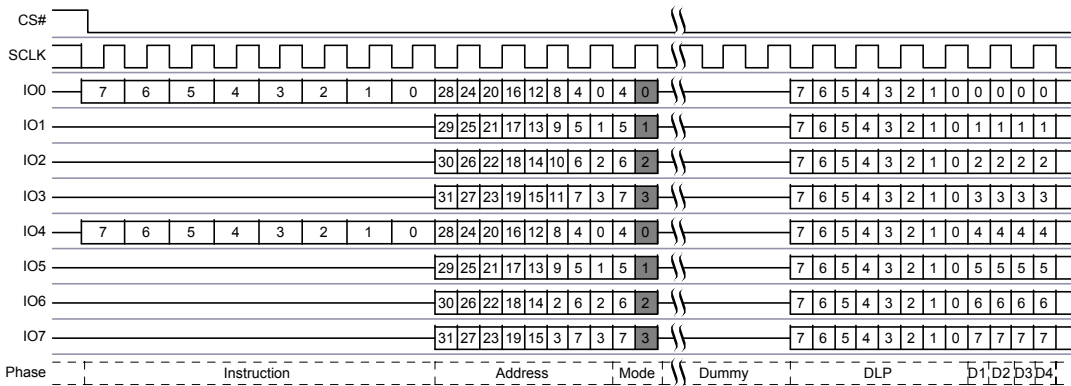 CS#
SCLK
IO0 7 6 5 4 3 2 1 0 28 24 20 16 12 8 4 0 4 0 7 6 5 4 3 2 1 0 0 0 0 0
IO1 29 25 21 17 13 9 5 1 5 1 7 6 5 4 3 2 1 0 1 1 1 1
IO2 30 26 22 18 14 10 6 2 6 2 7 6 5 4 3 2 1 0 2 2 2 2
IO3 31 27 23 19 15 11 7 3 7 3 7 6 5 4 3 2 1 0 3 3 3 3
IO4 7 6 5 4 3 2 1 0 28 24 20 16 12 8 4 0 4 0 7 6 5 4 3 2 1 0 4 4 4 4
IO5 29 25 21 17 13 9 5 1 5 1 7 6 5 4 3 2 1 0 5 5 5 5
IO6 30 26 22 18 14 2 6 2 6 2 7 6 5 4 3 2 1 0 6 6 6 6
IO7 31 27 23 19 15 3 7 3 7 3 7 6 5 4 3 2 1 0 7 7 7 7
Phase Instruction Address Mode Dummy DLP D1 D2 D3 D4